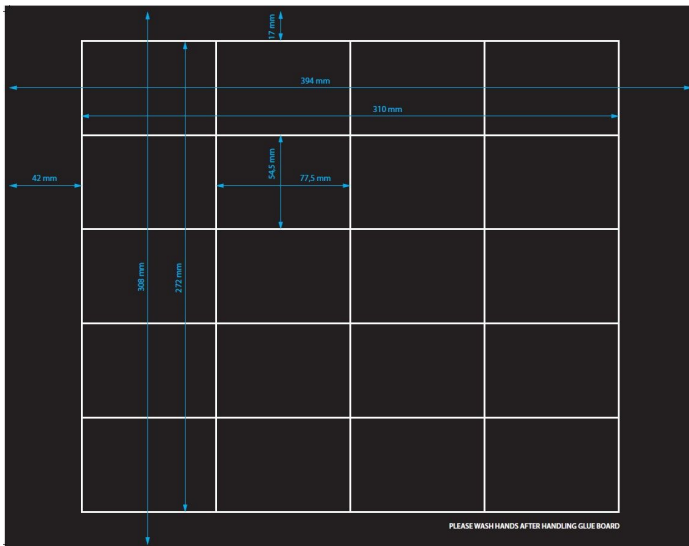 17 mm
394 mm
310 mm
54,5 mm
42 mm
77,5 mm
308 mm
272 mm
PLEASE WASH HANDS AFTER HANDLING GLUE BOARD